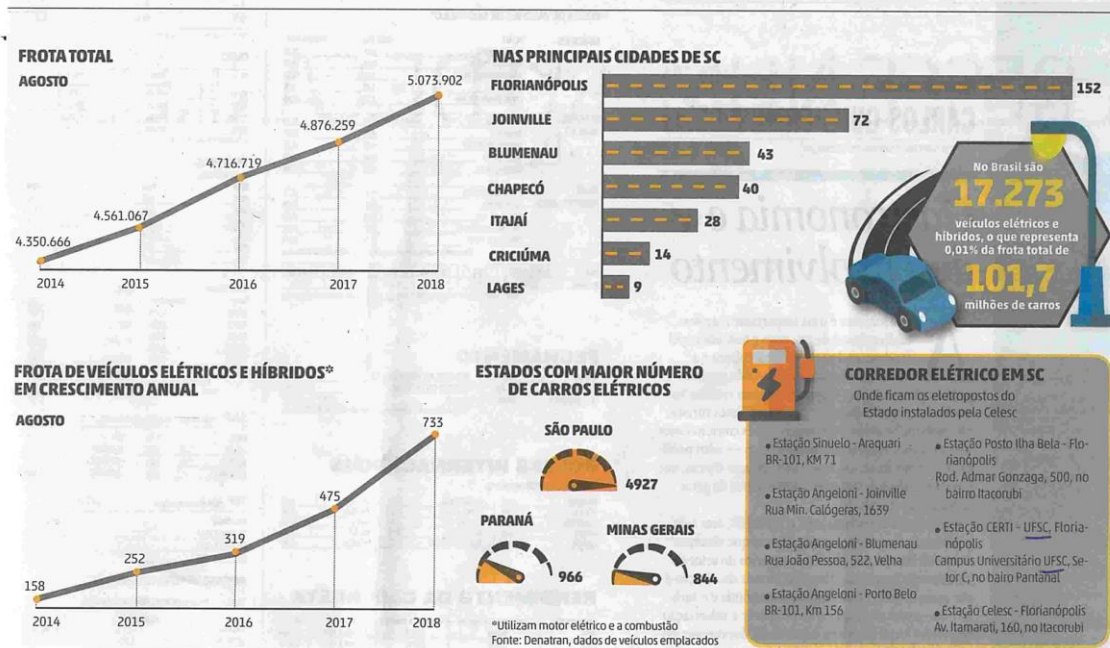 FROTA TOTAL
AGOSTO
4.350.666
4.561.067
4.716.719
4.876.259
5.073.902
2014
2015
2016
2017
2018
NAS PRINCIPAIS CIDADES DE SC
FLORIANÓPOLIS
152
JOINVILLE
72
BLUMENAU
43
CHAPECÓ
40
ITAJAÍ
28
CRICIÚMA
14
LAGES
9
No Brasil são
17.273
veículos elétricos e
híbridos, o que representa
0,01% da frota total de
101,7
milhões de carros
FROTA DE VEÍCULOS ELÉTRICOS E HÍBRIDOS*
EM CRESCIMENTO ANUAL
AGOSTO
158
252
319
475
733
2014
2015
2016
2017
2018
ESTADOS COM MAIOR NÚMERO
DE CARROS ELÉTRICOS
SÃO PAULO
4927
PARANÁ
966
MINAS GERAIS
844
*Utilizam motor elétrico e a combustão
Fonte: Denatran, dados de veículos emplacados
CORREDOR ELÉTRICO EM SC
Onde ficam os eletropostos do
Estado instalados pela Celesc
• Estação Sinuelo - Araquari
BR-101, KM 71
• Estação Angeloni - Joinville
Rua Min. Calógeras, 1639
• Estação Angeloni - Blumenau
Rua João Pessoa, 522, Velha
• Estação Angeloni - Porto Belo
BR-101, Km 156
• Estação Posto Ilha Bela - Flo-
rianópolis
Rod. Admar Gonzaga, 500, no
bairro Itacorubi
• Estação CERTI - UFSC, Floria-
nópolis
Campus Universitário UFSC, Se-
tor C, no bairo Pantanal
• Estação Celesc - Florianópolis
Av. Itamarati, 160, no Itacorubi